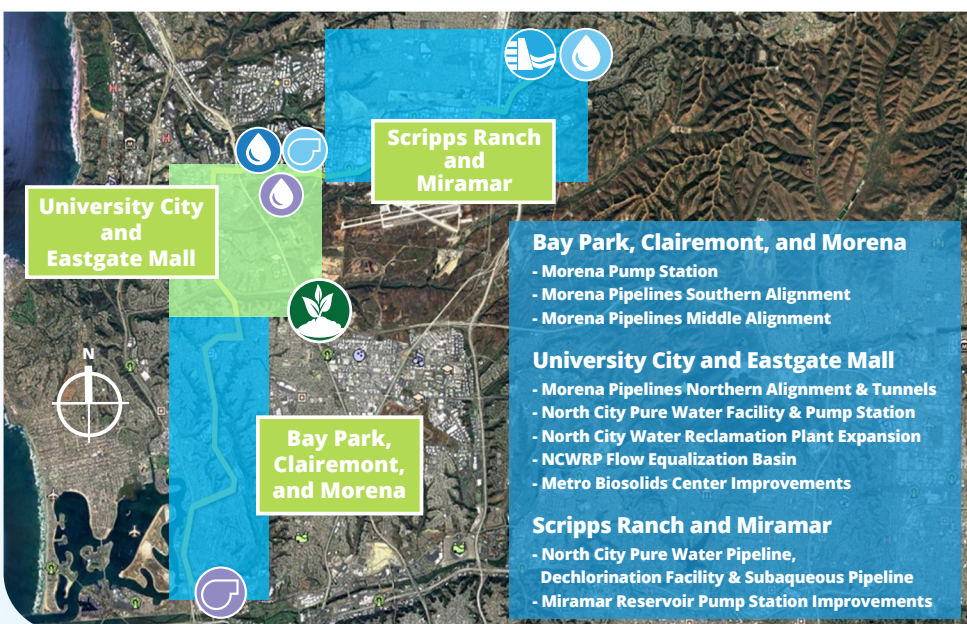 Scripps Ranch
and
Miramar
University City
and
Eastgate Mall
N
Bay Park,
Clairemont,
and Morena
Bay Park, Clairemont, and Morena
- Morena Pump Station
- Morena Pipelines Southern Alignment
- Morena Pipelines Middle Alignment
University City and Eastgate Mall
- Morena Pipelines Northern Alignment & Tunnels
- North City Pure Water Facility & Pump Station
- North City Water Reclamation Plant Expansion
- NCWRP Flow Equalization Basin
- Metro Biosolids Center Improvements
Scripps Ranch and Miramar
- North City Pure Water Pipeline,
Dechlorination Facility & Subaqueous Pipeline
- Miramar Reservoir Pump Station Improvements